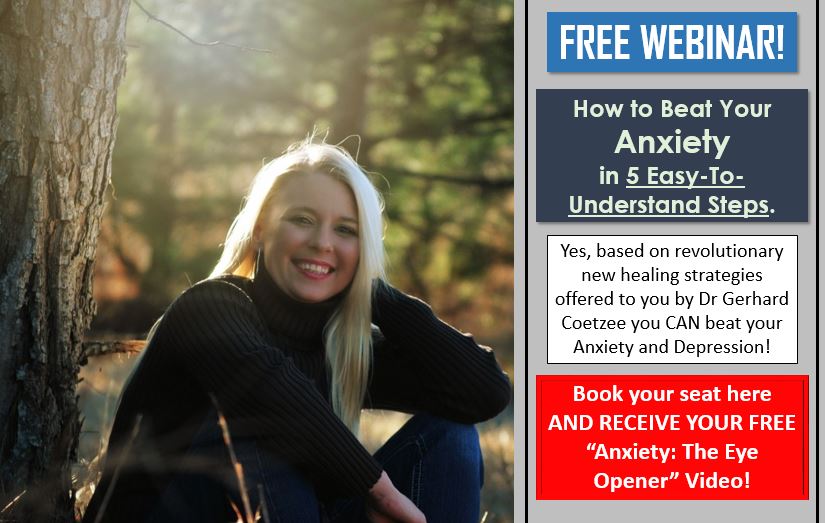 FREE WEBINAR!
How to Beat Your
Anxiety
in 5 Easy-To-
Understand Steps.
Yes, based on revolutionary
new healing strategies
offered to you by Dr Gerhard
Coetzee you CAN beat your
Anxiety and Depression!
Book your seat here
AND RECEIVE YOUR FREE
“Anxiety: The Eye
Opener” Video!